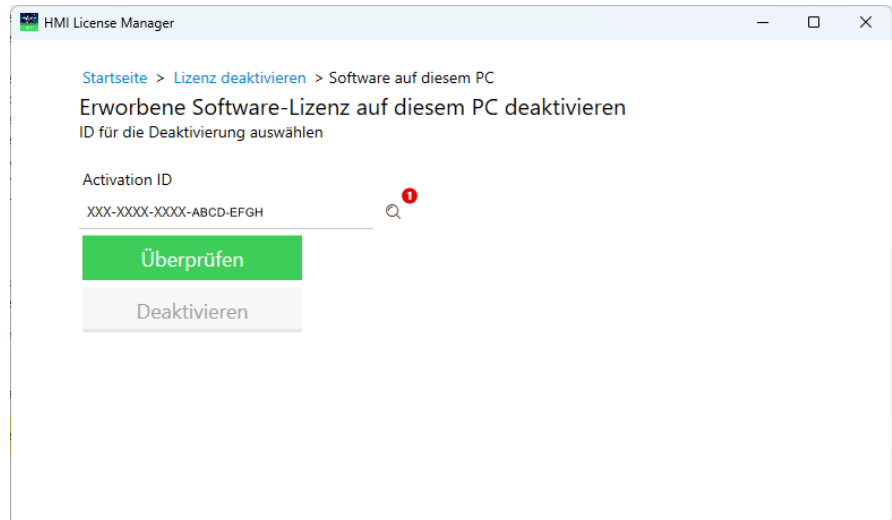 HMI License Manager
Startseite > Lizenz deaktivieren > Software auf diesem PC
Erworbene Software-Lizenz auf diesem PC deaktivieren
ID für die Deaktivierung auswählen
Activation ID
XXX-XXXX-XXXX-ABCD-EFGH
1
Überprüfen
Deaktivieren